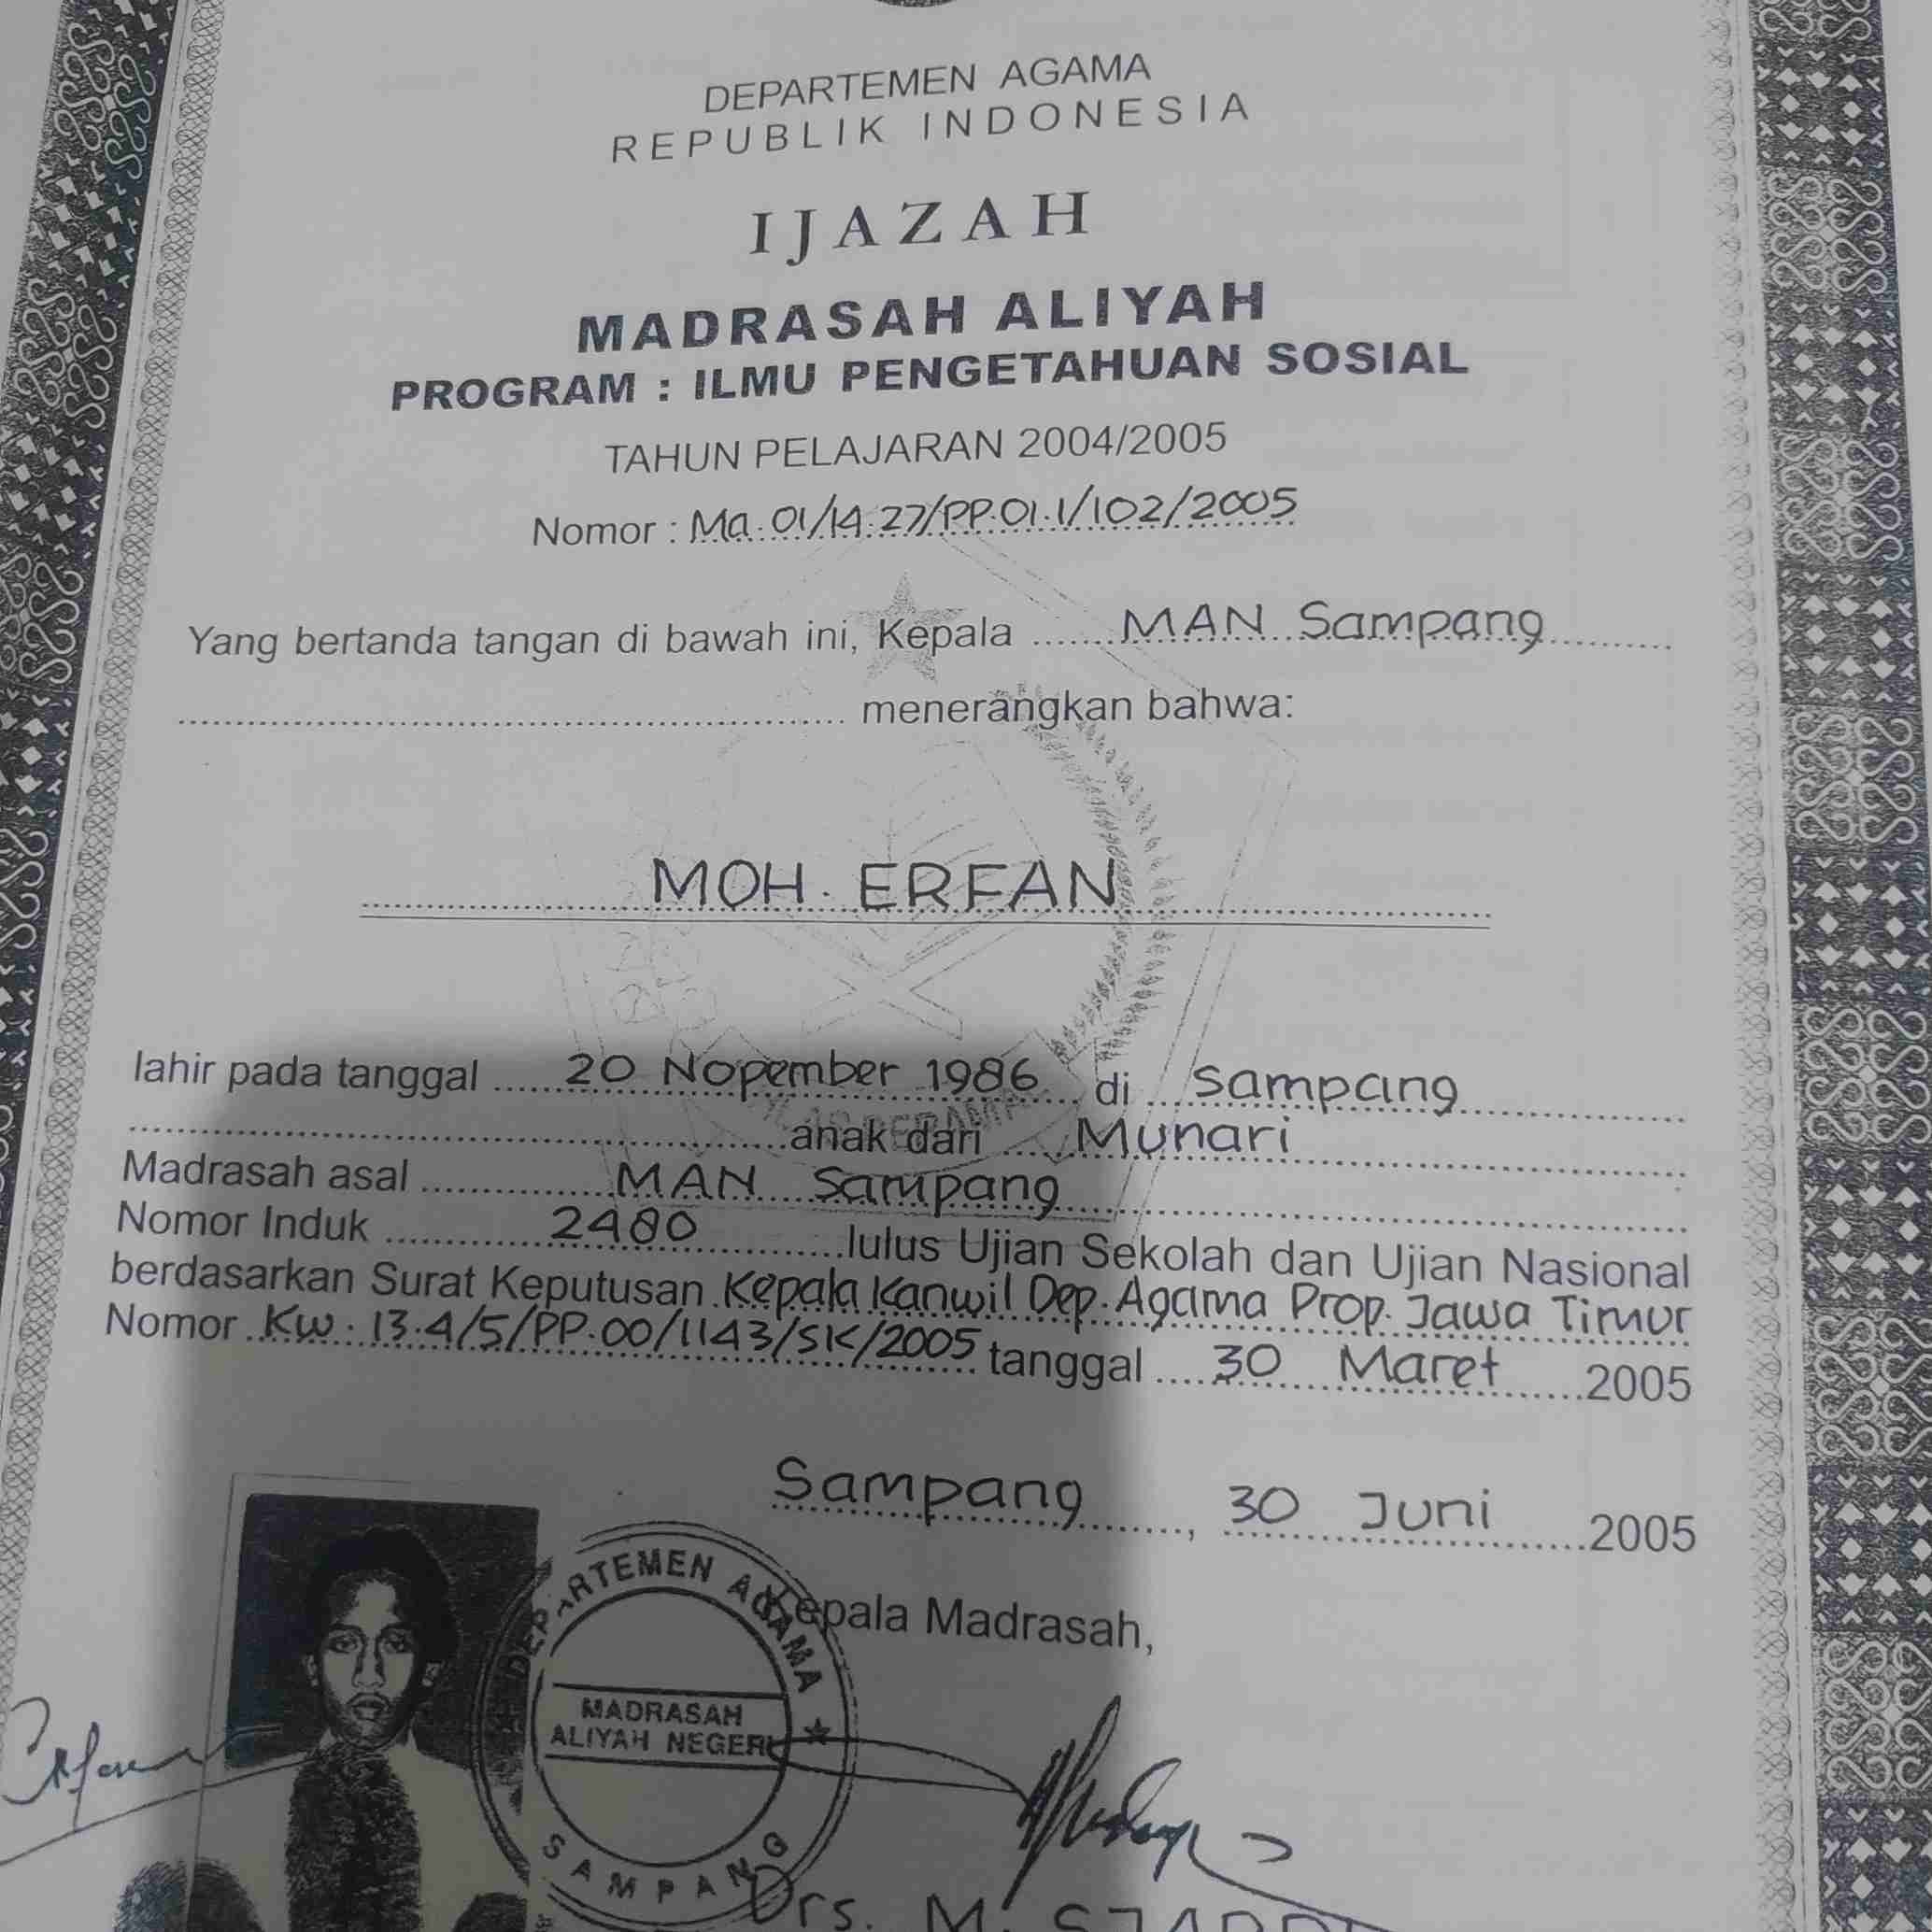 DEPARTEMEN AGAMA
REPUBLIK INDONESIA
IJAZAH
MADRASAH ALIYAH
PROGRAM : ILMU PENGETAHUAN SOSIAL
TAHUN PELAJARAN 2004/2005
Nomor : Ma.01/14.27/PP.01.1/102/2005
Yang bertanda tangan di bawah ini, Kepala MAN Sampang
menerangkan bahwa:
MOH. ERFAN
lahir pada tanggal 20 Nopember 1986 di Sampang
anak dari Munari
Madrasah asal MAN Sampang
Nomor Induk 2480 lulus Ujian Sekolah dan Ujian Nasional
berdasarkan Surat Keputusan Kepala Kanwil Dep. Agama Prop. Jawa Timur
Nomor Kw.13.4/5/PP.00/1143/SK/2005 tanggal 30 Maret 2005
Sampang, 30 Juni 2005
Kepala Madrasah,
DEPARTEMEN AGAMA
MADRASAH
ALIYAH NEGERI
SAMPANG
Drs. M.